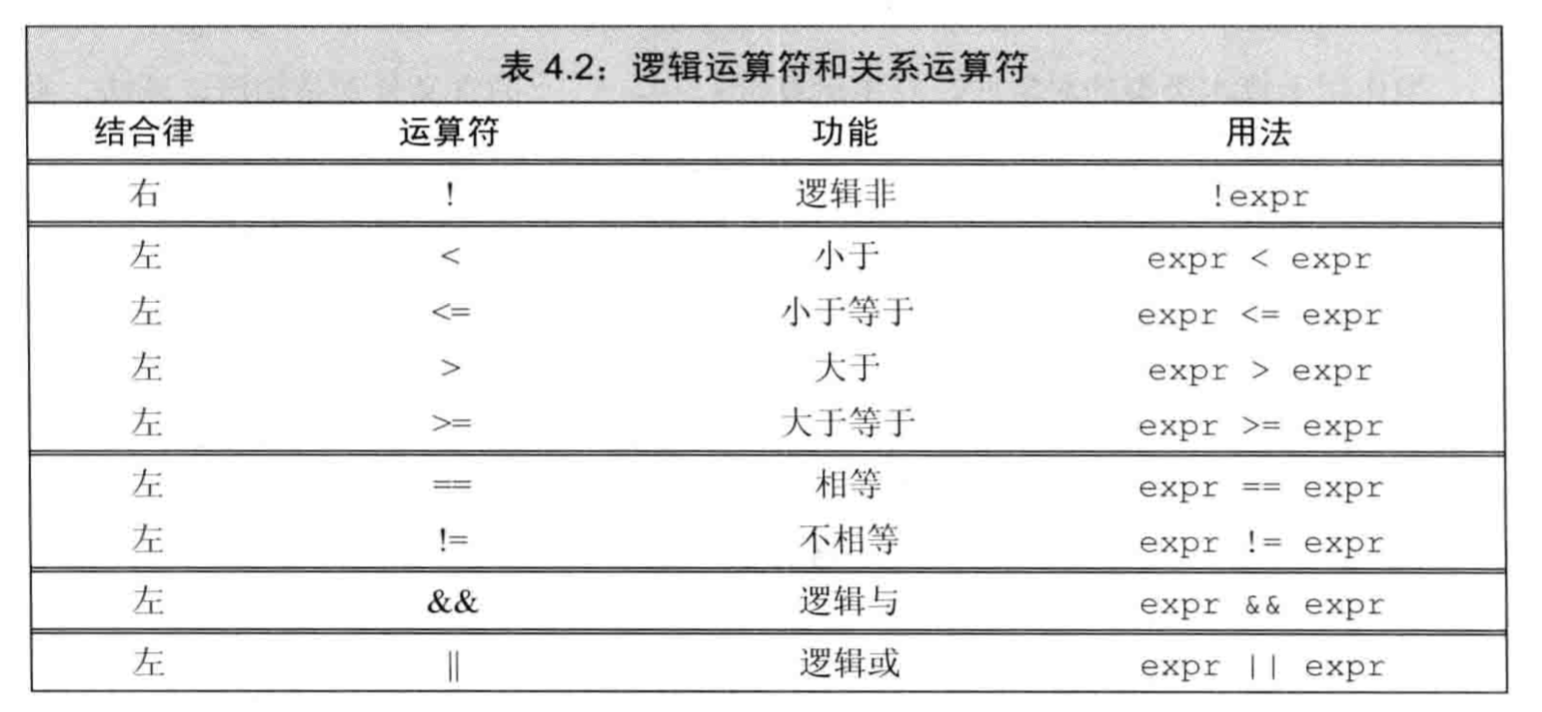 表 4.2：逻辑运算符和关系运算符
结合律 运算符 功能 用法
右 ! 逻辑非 !expr
左 < 小于 expr < expr
左 <= 小于等于 expr <= expr
左 > 大于 expr > expr
左 >= 大于等于 expr >= expr
左 == 相等 expr == expr
左 != 不相等 expr != expr
左 && 逻辑与 expr && expr
左 || 逻辑或 expr || expr